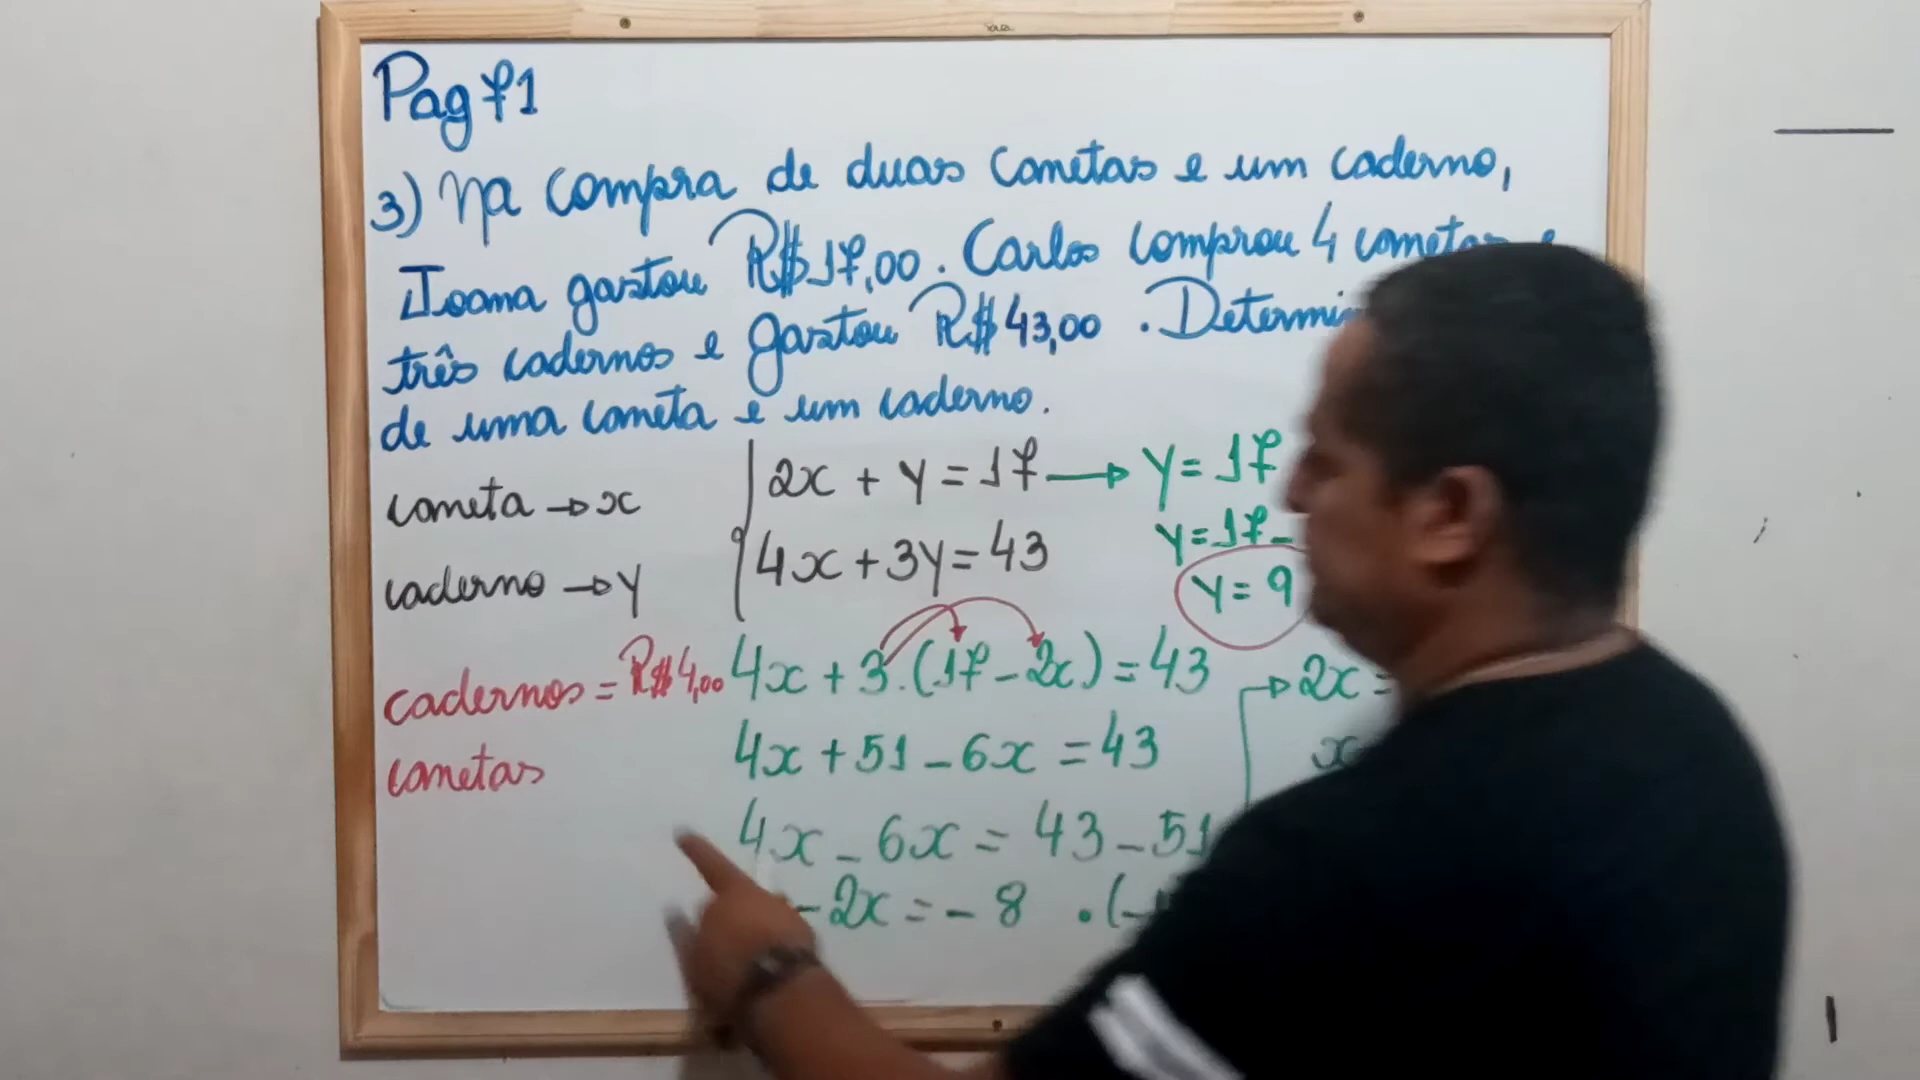 Pag 71
3) Na compra de duas canetas e um caderno,
Joana gastou R$17,00. Carlos comprou 4 canetas e
três cadernos e gastou R$43,00. Determin
de uma caneta e um caderno.
caneta → x
caderno → y
2x + y = 17 → y = 17
4x + 3y = 43
y = 17 -
y = 9
cadernos = R$4,00
canetas
4x + 3.(17 - 2x) = 43
4x + 51 - 6x = 43
4x - 6x = 43 - 51
- 2x = - 8 .(-1
2x =
x